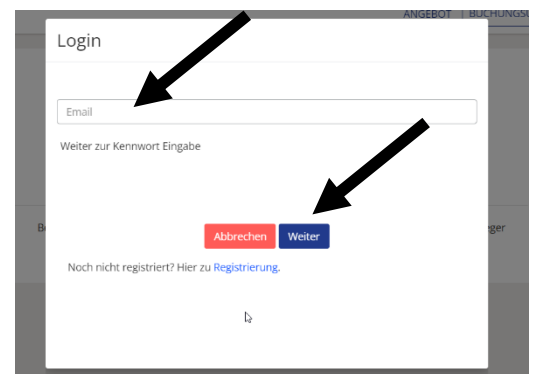 ANGEBOT | BUCHUNGS
Login
Email
Weiter zur Kennwort Eingabe
Abbrechen Weiter
Noch nicht registriert? Hier zu Registrierung.